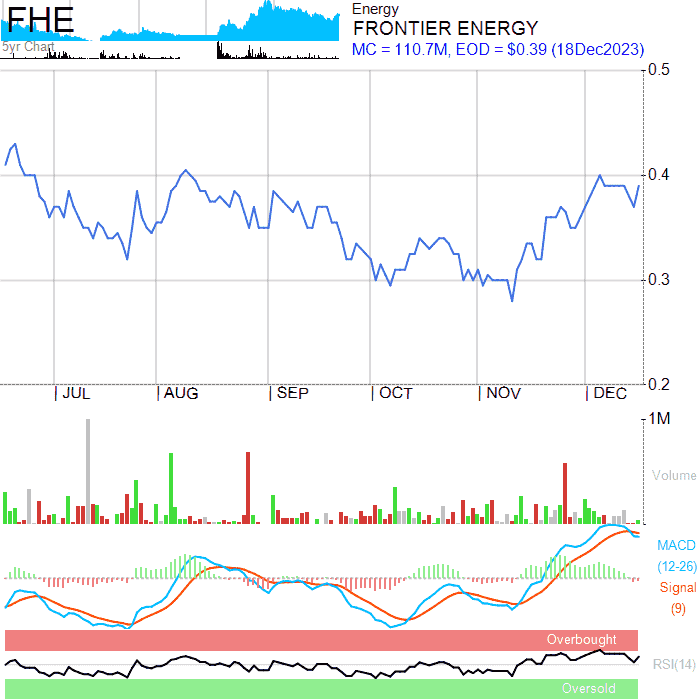 FHE
5yr Chart
Energy
FRONTIER ENERGY
MC = 110.7M, EOD = $0.39 (18Dec2023)
0.5
0.4
0.3
0.2
JUL AUG SEP OCT NOV DEC
1M
Volume
MACD
(12-26)
Signal
(9)
Overbought
RSI(14)
Oversold